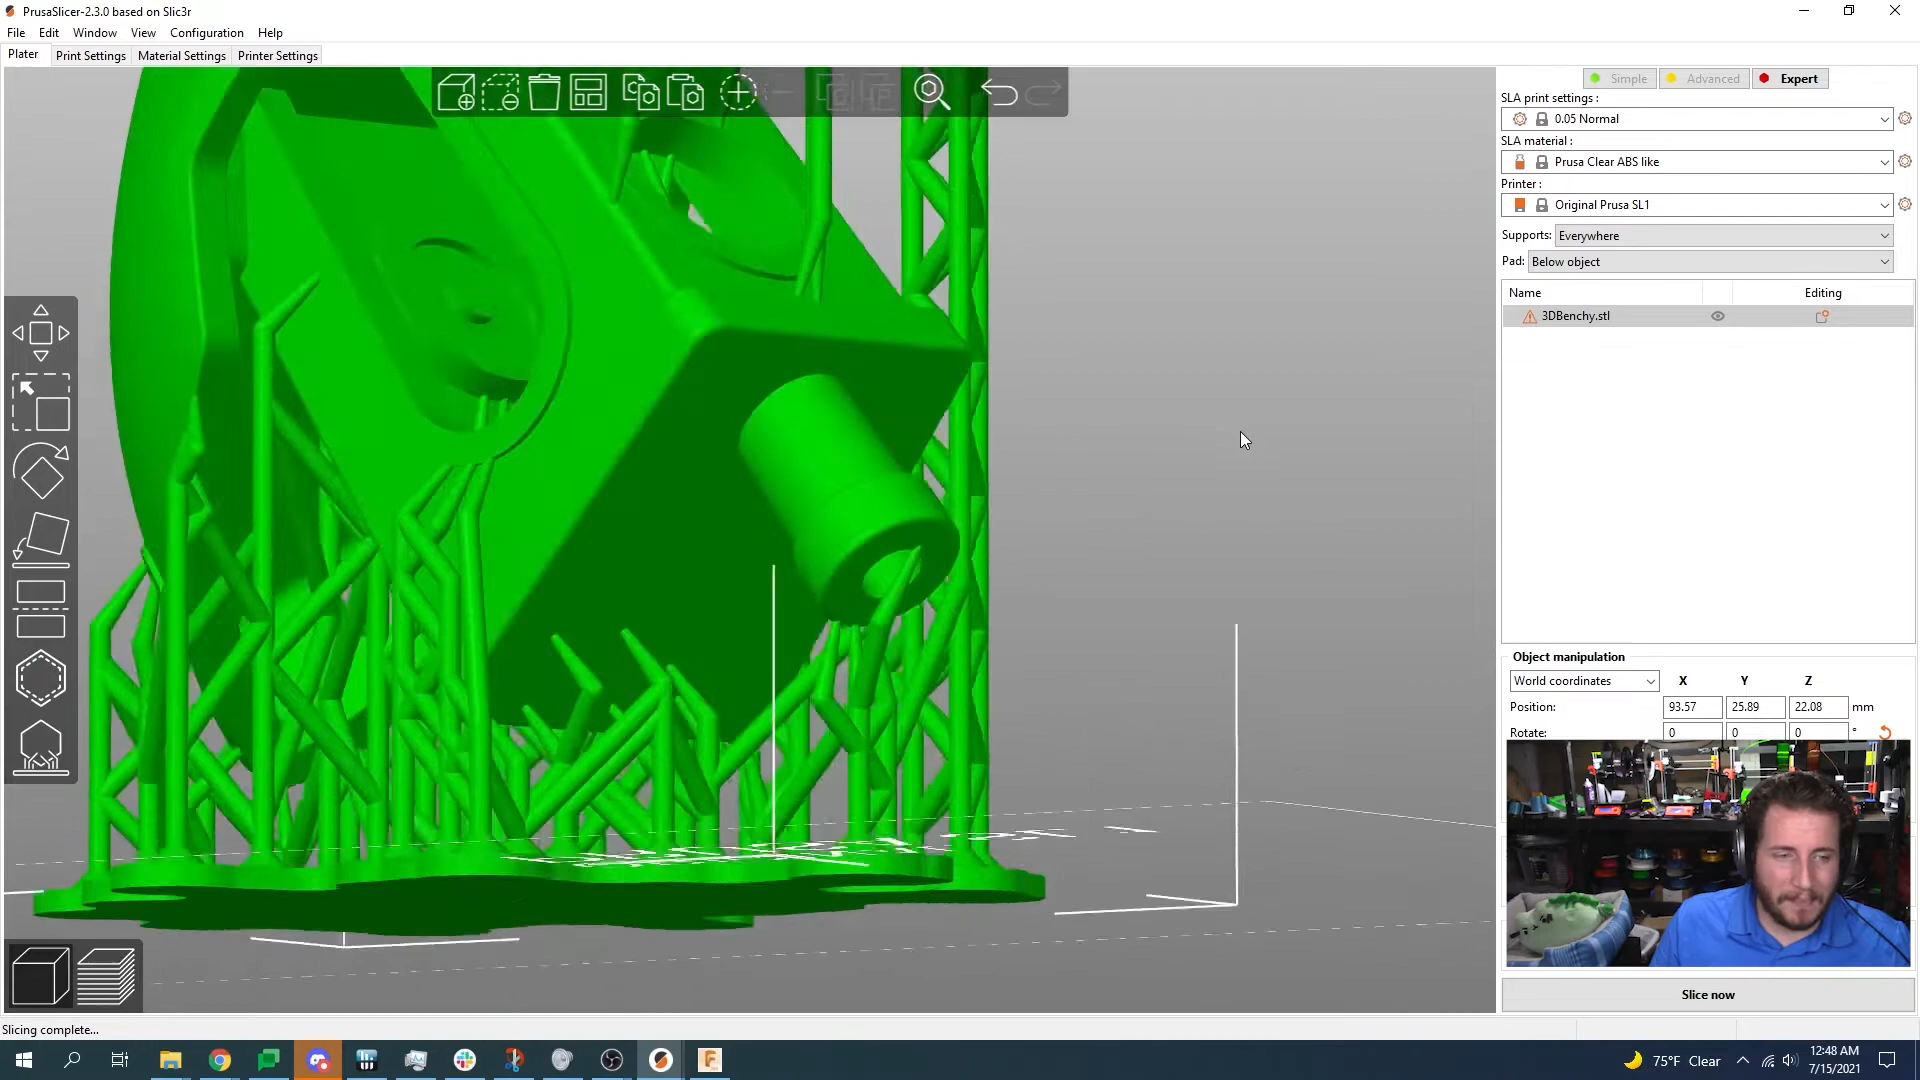 PrusaSlicer-2.3.0 based on Slic3r
File Edit Window View Configuration Help
Plater Print Settings Material Settings Printer Settings
Simple Advanced Expert
SLA print settings :
0.05 Normal
SLA material :
Prusa Clear ABS like
Printer :
Original Prusa SL1
Supports: Everywhere
Pad: Below object
Name Editing
3DBenchy.stl
Object manipulation
World coordinates X Y Z
Position: 93.57 25.89 22.08 mm
Rotate: 0 0 0 °
Slice now
Slicing complete...
75°F Clear
12:48 AM
7/15/2021